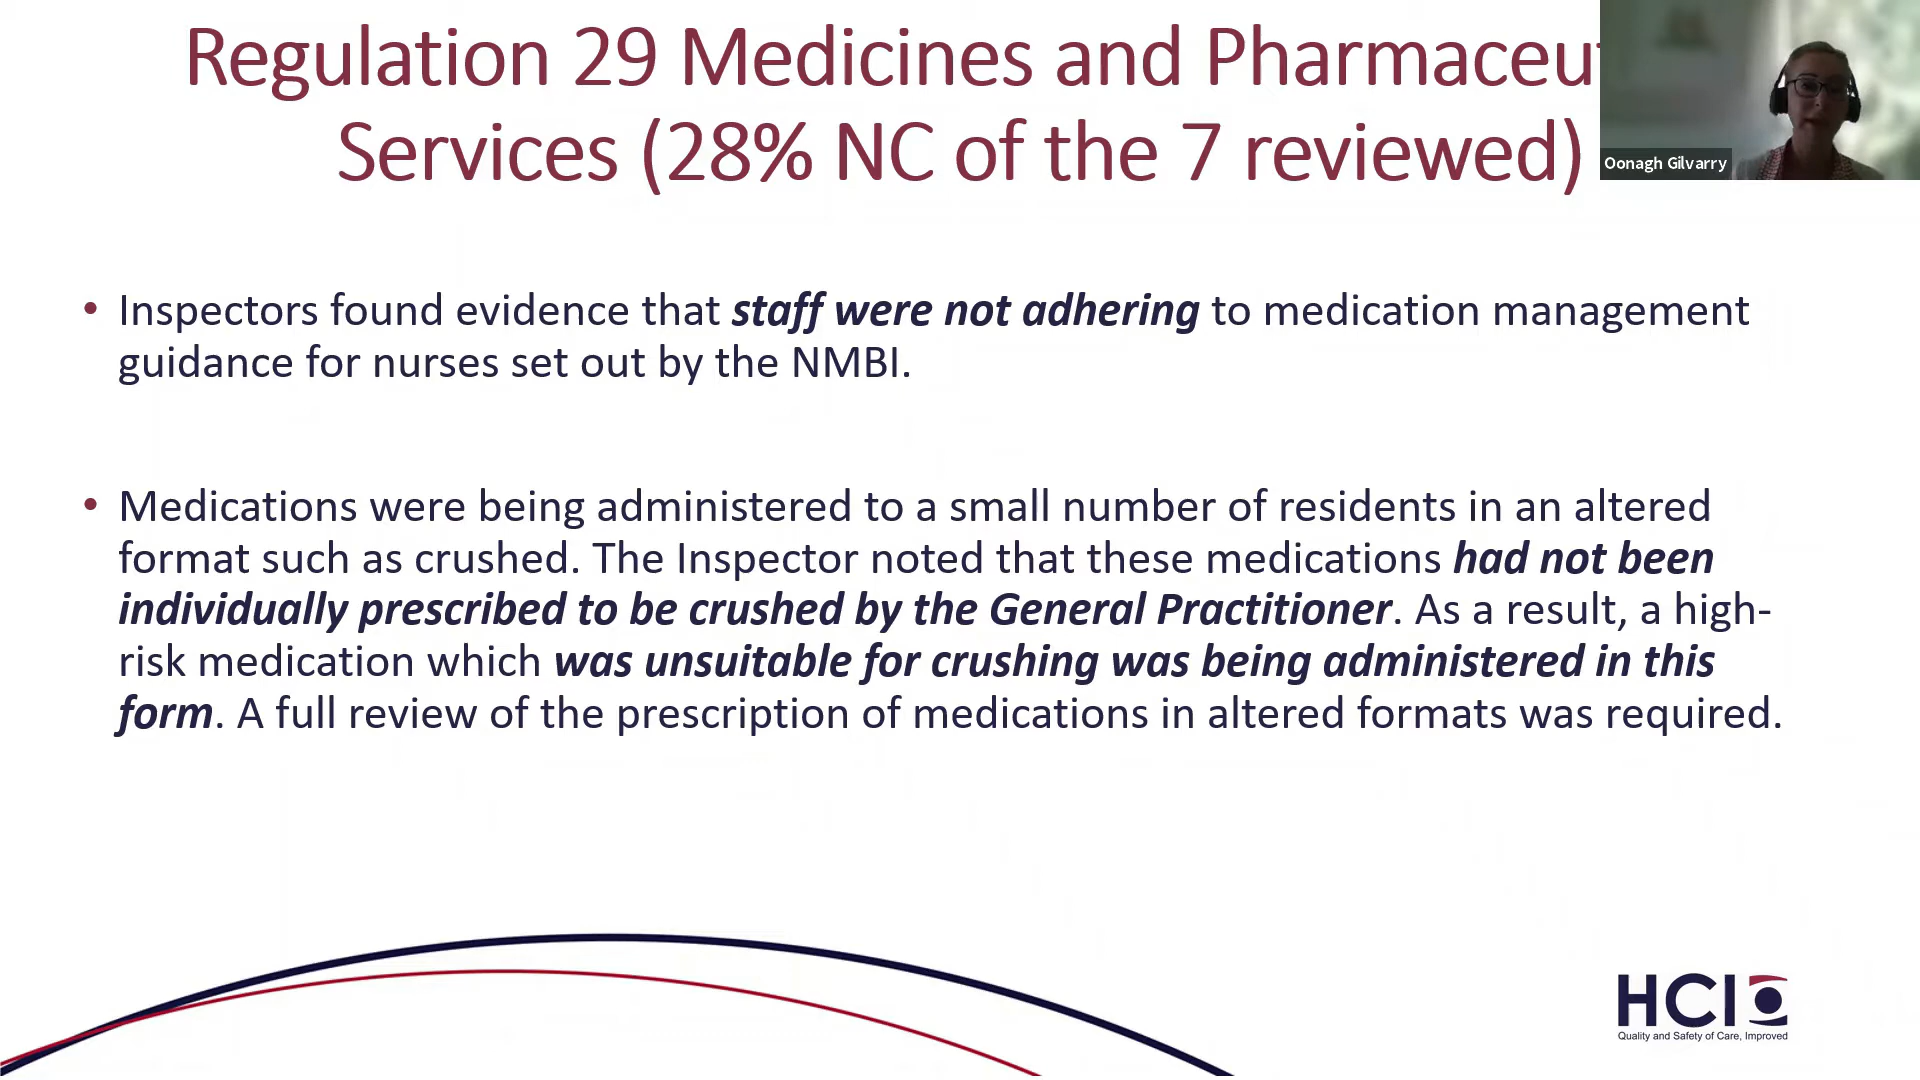 Regulation 29 Medicines and Pharmaceu
Services (28% NC of the 7 reviewed)
Oonagh Gilvarry
• Inspectors found evidence that staff were not adhering to medication management
guidance for nurses set out by the NMBI.
• Medications were being administered to a small number of residents in an altered
format such as crushed. The Inspector noted that these medications had not been
individually prescribed to be crushed by the General Practitioner. As a result, a high-
risk medication which was unsuitable for crushing was being administered in this
form. A full review of the prescription of medications in altered formats was required.
HCI
Quality and Safety of Care, Improved